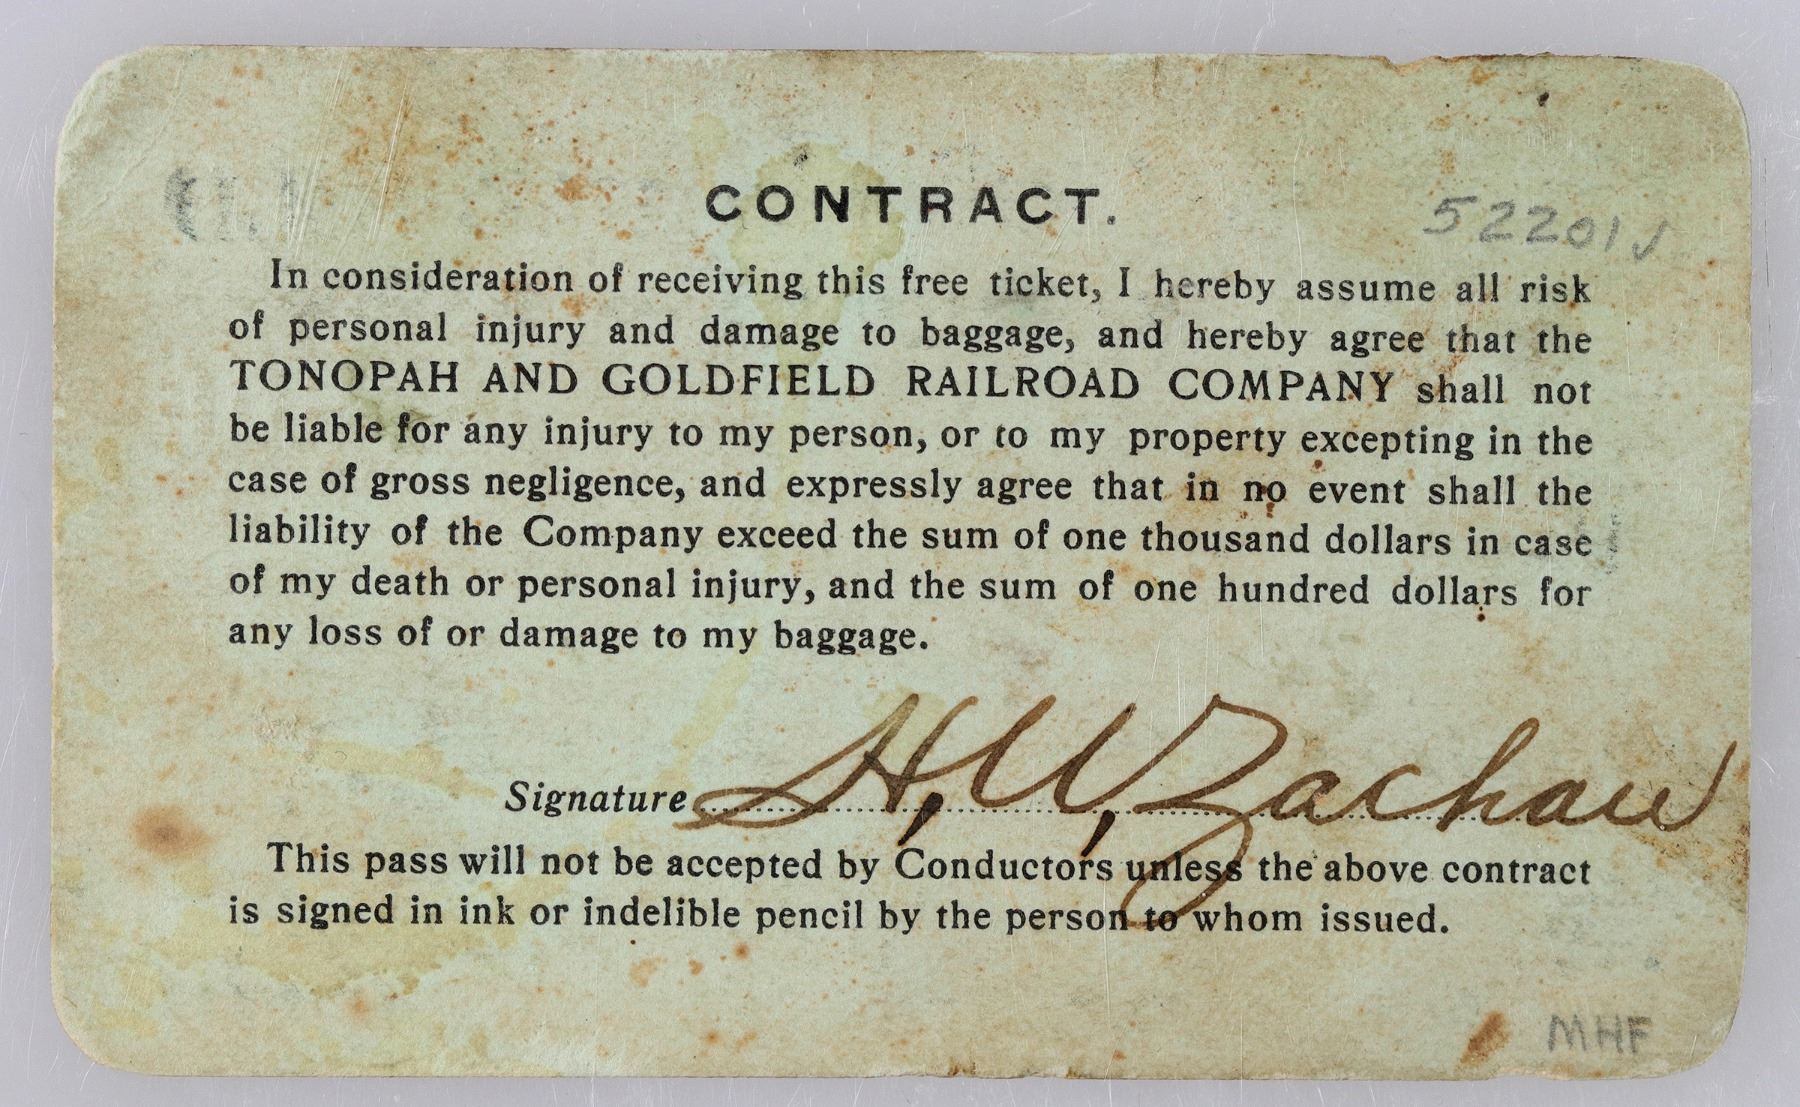 CONTRACT.
52201 ✓
In consideration of receiving this free ticket, I hereby assume all risk
of personal injury and damage to baggage, and hereby agree that the
TONOPAH AND GOLDFIELD RAILROAD COMPANY shall not
be liable for any injury to my person, or to my property excepting in the
case of gross negligence, and expressly agree that in no event shall the
liability of the Company exceed the sum of one thousand dollars in case
of my death or personal injury, and the sum of one hundred dollars for
any loss of or damage to my baggage.
Signature H. W. Zachau
This pass will not be accepted by Conductors unless the above contract
is signed in ink or indelible pencil by the person to whom issued.
MHF